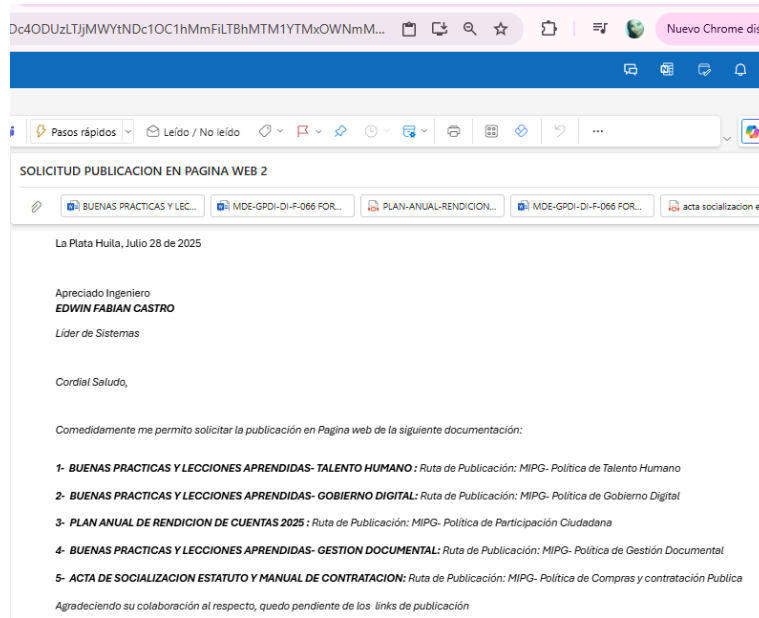 Dc4ODUzLTJjMWYtNDc1OC1hMmFiLTBhMTM1YTMxOWNmM...
Nuevo Chrome dis
Pasos rápidos
Leído / No leído
SOLICITUD PUBLICACION EN PAGINA WEB 2
BUENAS PRACTICAS Y LEC...
MDE-GPDI-DI-F-066 FOR...
PLAN-ANUAL-RENDICION...
MDE-GPDI-DI-F-066 FOR...
acta socializacion e
La Plata Huila, Julio 28 de 2025
Apreciado Ingeniero
EDWIN FABIAN CASTRO
Líder de Sistemas
Cordial Saludo,
Comedidamente me permito solicitar la publicación en Pagina web de la siguiente documentación:
1- BUENAS PRACTICAS Y LECCIONES APRENDIDAS- TALENTO HUMANO : Ruta de Publicación: MIPG- Política de Talento Humano
2- BUENAS PRACTICAS Y LECCIONES APRENDIDAS- GOBIERNO DIGITAL: Ruta de Publicación: MIPG- Política de Gobierno Digital
3- PLAN ANUAL DE RENDICION DE CUENTAS 2025 : Ruta de Publicación: MIPG- Política de Participación Ciudadana
4- BUENAS PRACTICAS Y LECCIONES APRENDIDAS- GESTION DOCUMENTAL: Ruta de Publicación: MIPG- Política de Gestión Documental
5- ACTA DE SOCIALIZACION ESTATUTO Y MANUAL DE CONTRATACION: Ruta de Publicación: MIPG- Política de Compras y contratación Publica
Agradeciendo su colaboración al respecto, quedo pendiente de los links de publicación